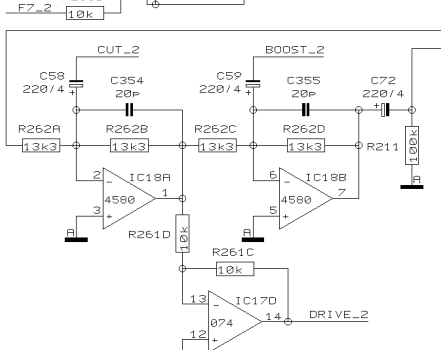 F7_2
10k
CUT_2
BOOST_2
C58
220/4
+
C354
20p
C59
220/4
+
C355
20p
C72
220/4
+
R262A
13k3
R262B
13k3
R262C
13k3
R262D
13k3
R211
100k
A
2
-
IC18A
4580
1
3
+
A
6
-
IC18B
4580
7
5
+
A
R261D
10k
R261C
10k
13
-
IC17D
074
14
DRIVE_2
12
+